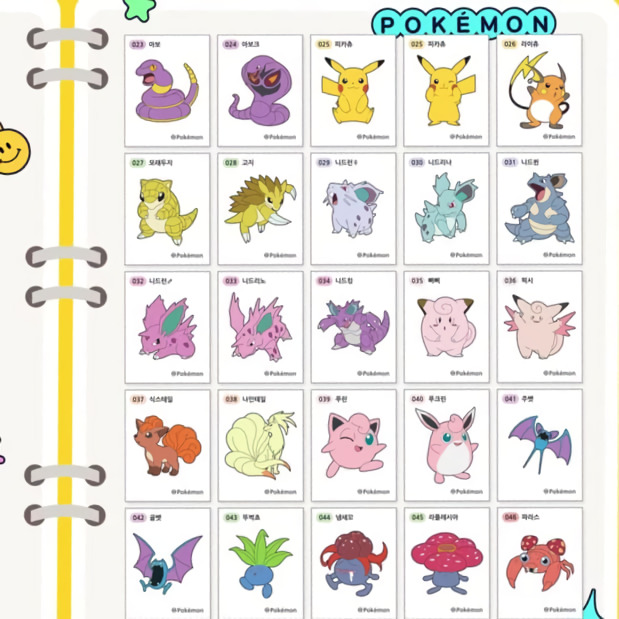 POKÉMON
023 아보
024 아보크
025 피카츄
025 피카츄
026 라이츄
©Pokémon
©Pokémon
©Pokémon
©Pokémon
©Pokémon
027 모래두지
028 고지
029 니드런♀
030 니드리나
031 니드퀸
©Pokémon
©Pokémon
©Pokémon
©Pokémon
©Pokémon
032 니드런♂
033 니드리노
034 니드킹
035 삐삐
036 픽시
©Pokémon
©Pokémon
©Pokémon
©Pokémon
©Pokémon
037 식스테일
038 나인테일
039 푸린
040 푸크린
041 주뱃
©Pokémon
©Pokémon
©Pokémon
©Pokémon
©Pokémon
042 골뱃
043 뚜벅쵸
044 냄새꼬
045 라플레시아
046 파라스
©Pokémon
©Pokémon
©Pokémon
©Pokémon
©Pokémon